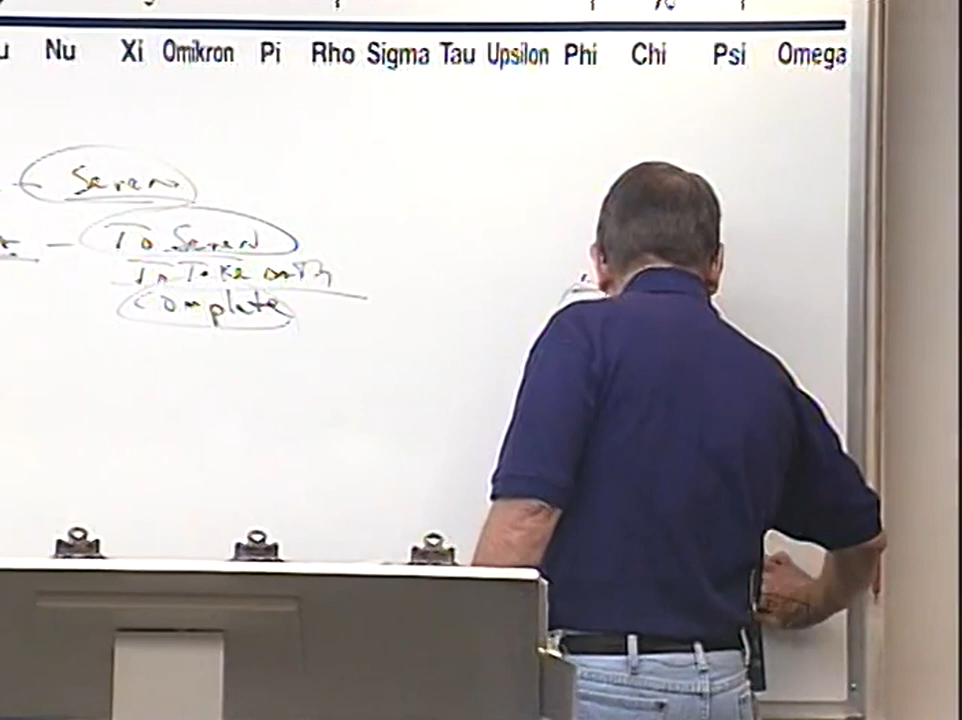 Nu Xi Omikron Pi Rho Sigma Tau Upsilon Phi Chi Psi Omega
— Seven
— To Seven
To Take oath
Complete